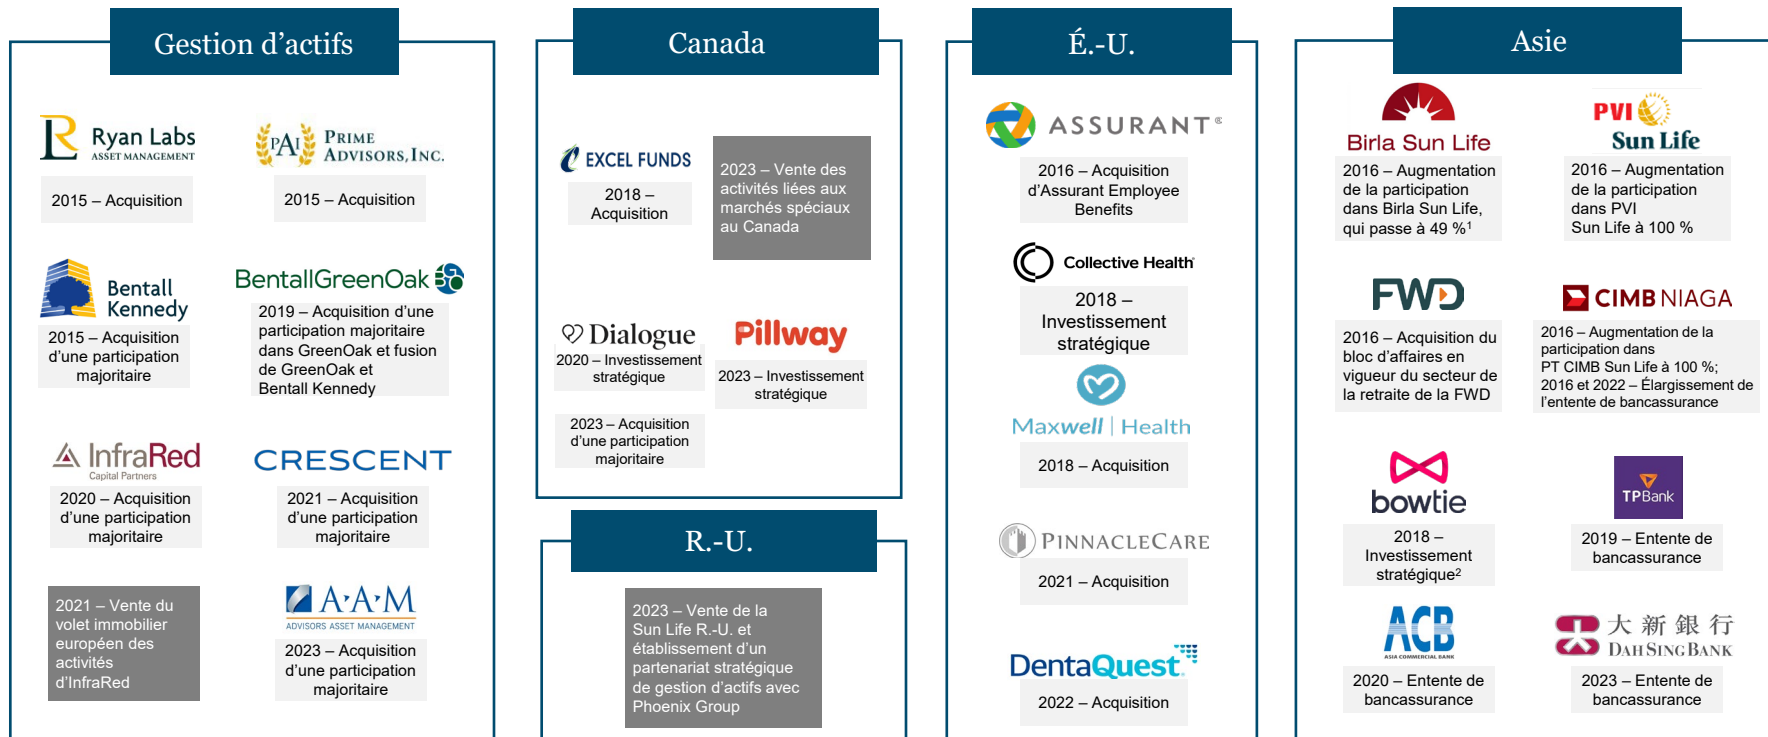 Gestion d'actifs
Ryan Labs
ASSET MANAGEMENT
2015 – Acquisition
PAI
PRIME
ADVISORS, INC.
2015 – Acquisition
Bentall
Kennedy
2015 – Acquisition
d'une participation
majoritaire
BentallGreenOak
2019 – Acquisition d'une
participation majoritaire
dans GreenOak et fusion
de GreenOak et
Bentall Kennedy
InfraRed
Capital Partners
2020 – Acquisition
d'une participation
majoritaire
CRESCENT
2021 – Acquisition
d'une participation
majoritaire
2021 – Vente du
volet immobilier
européen des
activités
d'InfraRed
A·A·M
ADVISORS ASSET MANAGEMENT
2023 – Acquisition
d'une participation
majoritaire
Canada
EXCEL FUNDS
2018 –
Acquisition
2023 – Vente des
activités liées aux
marchés spéciaux
au Canada
Dialogue
2020 – Investissement
stratégique
2023 – Acquisition
d'une participation
majoritaire
Pillway
2023 – Investissement
stratégique
R.-U.
2023 – Vente de la
Sun Life R.-U. et
établissement d'un
partenariat stratégique
de gestion d'actifs avec
Phoenix Group
É.-U.
ASSURANT
2016 – Acquisition
d'Assurant Employee
Benefits
Collective Health
2018 –
Investissement
stratégique
Maxwell | Health
2018 – Acquisition
PINNACLECARE
2021 – Acquisition
DentaQuest
2022 – Acquisition
Asie
Birla Sun Life
2016 – Augmentation
de la participation
dans Birla Sun Life,
qui passe à 49 %¹
PVI
Sun Life
2016 – Augmentation
de la participation
dans PVI
Sun Life à 100 %
FWD
2016 – Acquisition du
bloc d'affaires en
vigueur du secteur de
la retraite de la FWD
CIMB NIAGA
2016 – Augmentation de la
participation dans
PT CIMB Sun Life à 100 %;
2016 et 2022 – Élargissement de
l'entente de bancassurance
bowtie
2018 –
Investissement
stratégique²
TPBank
2019 – Entente de
bancassurance
ACB
ASIA COMMERCIAL BANK
2020 – Entente de
bancassurance
大新銀行
DAH SING BANK
2023 – Entente de
bancassurance